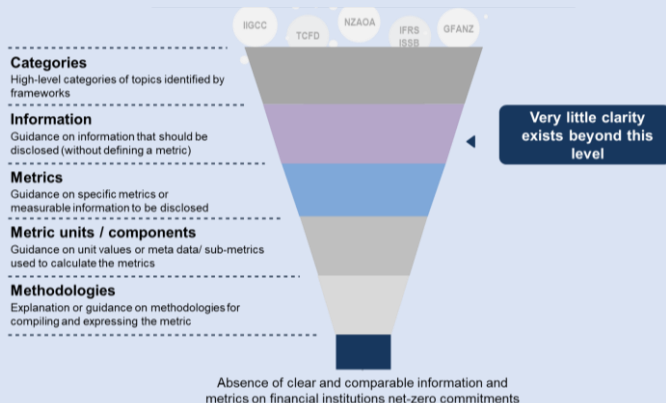 IIGCC
TCFD
NZAOA
IFRS
ISSB
GFANZ
Categories
High-level categories of topics identified by
frameworks
Information
Guidance on information that should be
disclosed (without defining a metric)
Very little clarity
exists beyond this
level
Metrics
Guidance on specific metrics or
measurable information to be disclosed
Metric units / components
Guidance on unit values or meta data/ sub-metrics
used to calculate the metrics
Methodologies
Explanation or guidance on methodologies for
compiling and expressing the metric
Absence of clear and comparable information and
metrics on financial institutions net-zero commitments